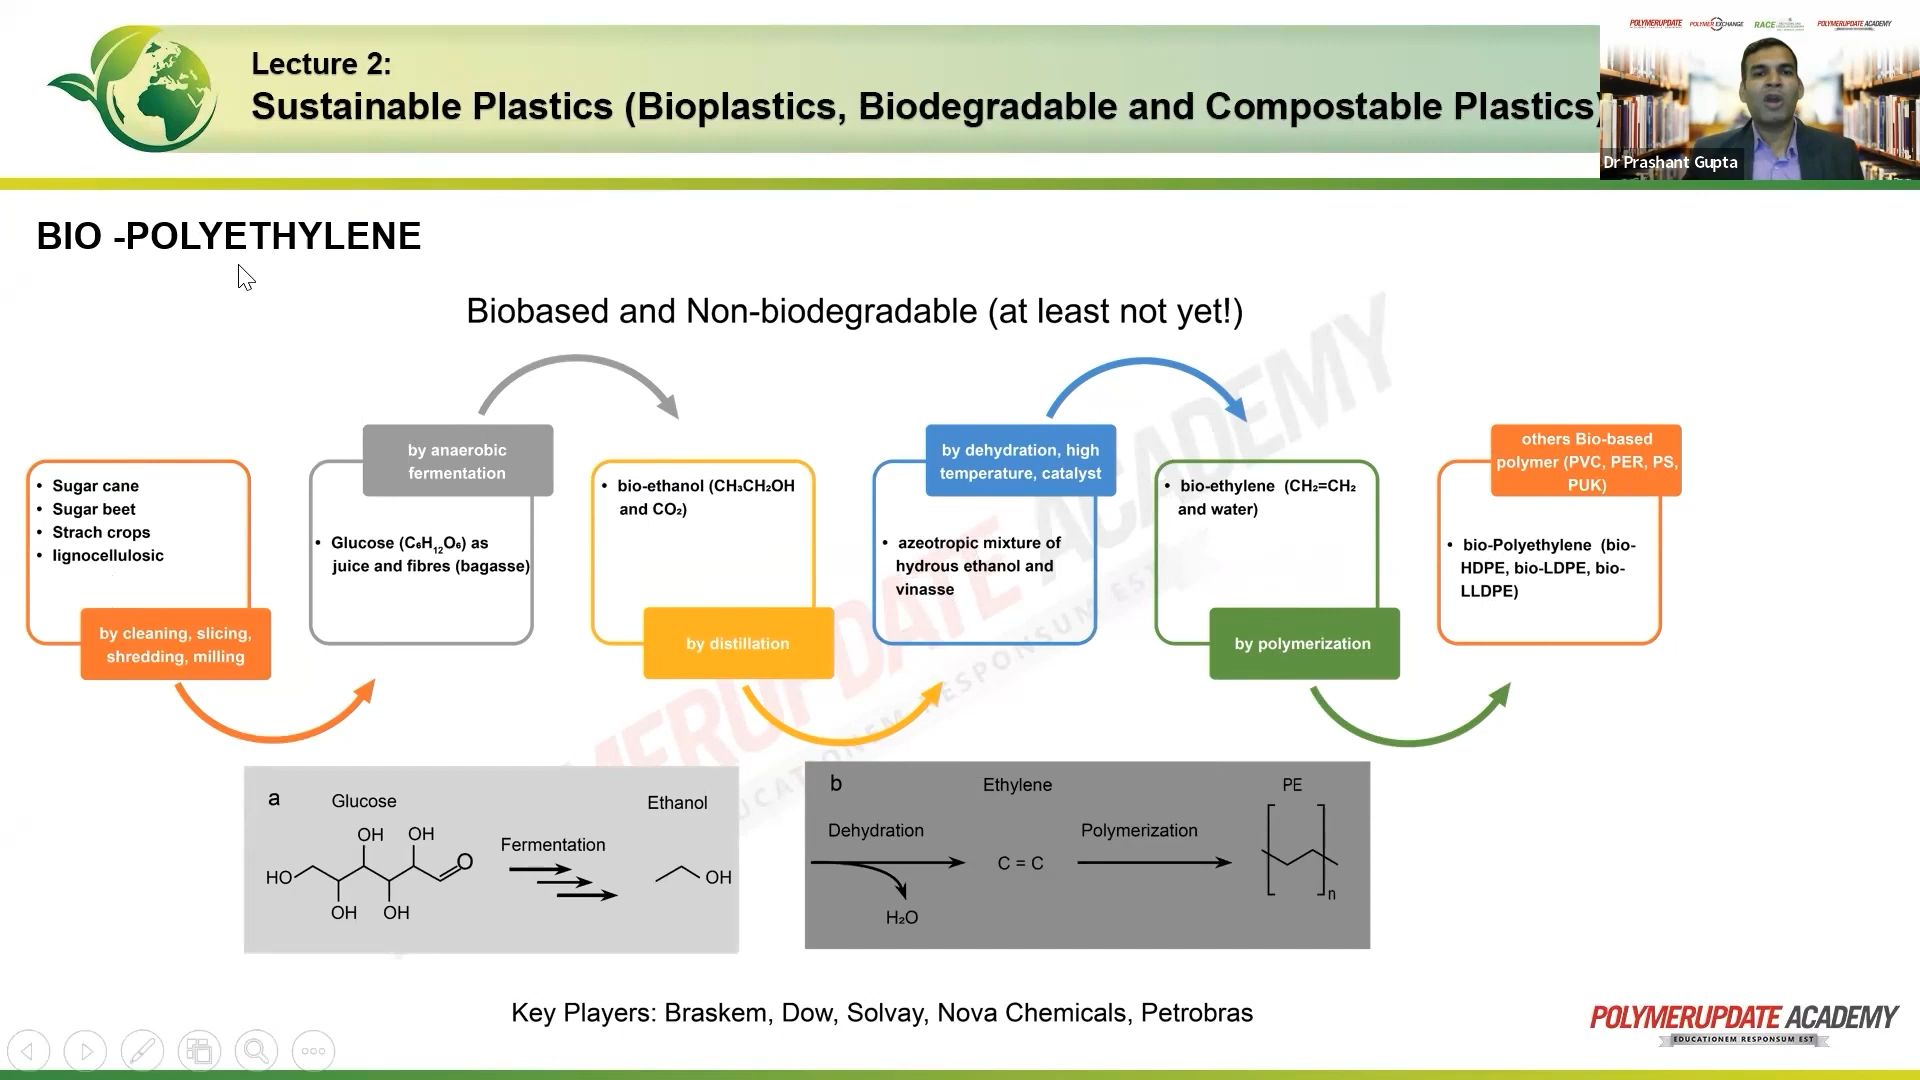 Lecture 2:
Sustainable Plastics (Bioplastics, Biodegradable and Compostable Plastics)
POLYMERUPDATE
POLYMER EXCHANGE
RACE
POLYMERUPDATE ACADEMY
Dr Prashant Gupta
BIO -POLYETHYLENE
Biobased and Non-biodegradable (at least not yet!)
• Sugar cane
• Sugar beet
• Strach crops
• lignocellulosic
by cleaning, slicing,
shredding, milling
by anaerobic
fermentation
• Glucose (C₆H₁₂O₆) as
juice and fibres (bagasse)
• bio-ethanol (CH₃CH₂OH
and CO₂)
by distillation
by dehydration, high
temperature, catalyst
• azeotropic mixture of
hydrous ethanol and
vinasse
• bio-ethylene (CH₂=CH₂
and water)
by polymerization
others Bio-based
polymer (PVC, PER, PS,
PUK)
• bio-Polyethylene (bio-
HDPE, bio-LDPE, bio-
LLDPE)
a
Glucose
Ethanol
OH OH
Fermentation
HO
O
OH
OH OH
b
Ethylene
PE
Dehydration
Polymerization
C = C
n
H₂O
Key Players: Braskem, Dow, Solvay, Nova Chemicals, Petrobras
POLYMERUPDATE ACADEMY
EDUCATIONEM RESPONSUM EST